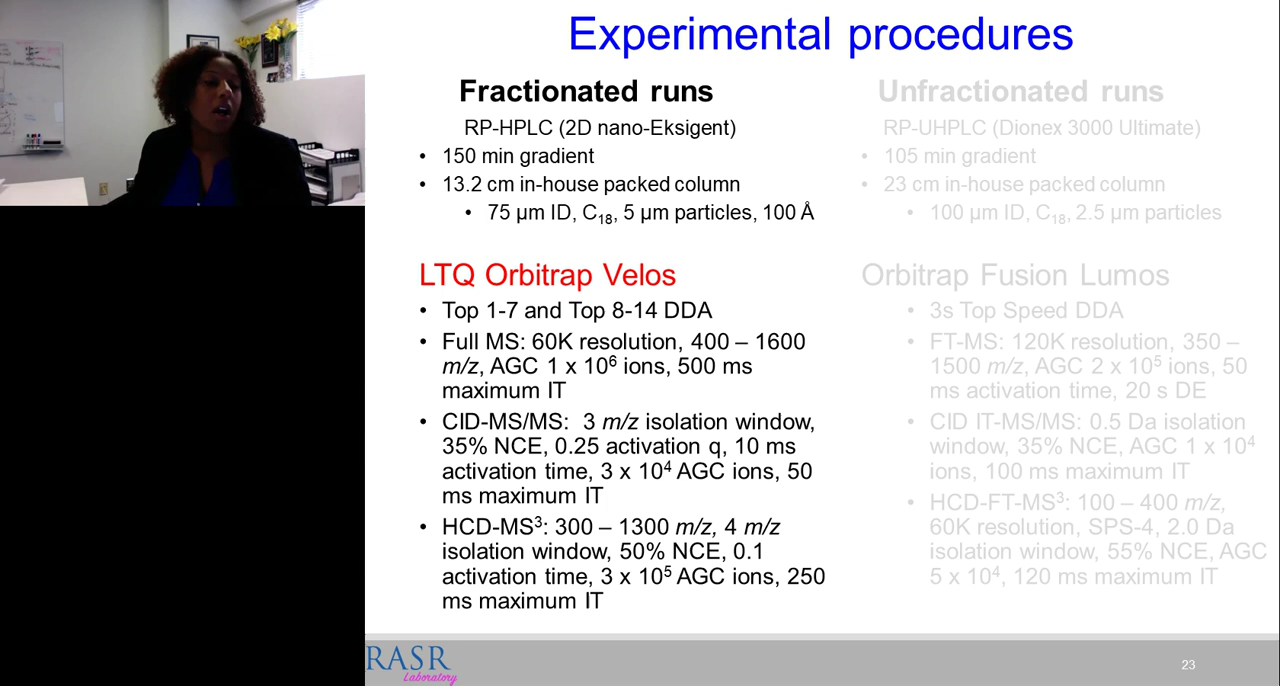 Experimental procedures
Fractionated runs
RP-HPLC (2D nano-Eksigent)
• 150 min gradient
• 13.2 cm in-house packed column
• 75 µm ID, C18, 5 µm particles, 100 Å
LTQ Orbitrap Velos
• Top 1-7 and Top 8-14 DDA
• Full MS: 60K resolution, 400 – 1600
m/z, AGC 1 x 10⁶ ions, 500 ms
maximum IT
• CID-MS/MS: 3 m/z isolation window,
35% NCE, 0.25 activation q, 10 ms
activation time, 3 x 10⁴ AGC ions, 50
ms maximum IT
• HCD-MS³: 300 – 1300 m/z, 4 m/z
isolation window, 50% NCE, 0.1
activation time, 3 x 10⁵ AGC ions, 250
ms maximum IT
Unfractionated runs
RP-UHPLC (Dionex 3000 Ultimate)
• 105 min gradient
• 23 cm in-house packed column
• 100 µm ID, C18, 2.5 µm particles
Orbitrap Fusion Lumos
• 3s Top Speed DDA
• FT-MS: 120K resolution, 350 –
1500 m/z, AGC 2 x 10⁵ ions, 50
ms activation time, 20 s DE
• CID IT-MS/MS: 0.5 Da isolation
window, 35% NCE, AGC 1 x 10⁴
ions, 100 ms maximum IT
• HCD-FT-MS³: 100 – 400 m/z,
60K resolution, SPS-4, 2.0 Da
isolation window, 55% NCE, AGC
5 x 10⁴, 120 ms maximum IT
RASR
Laboratory
23